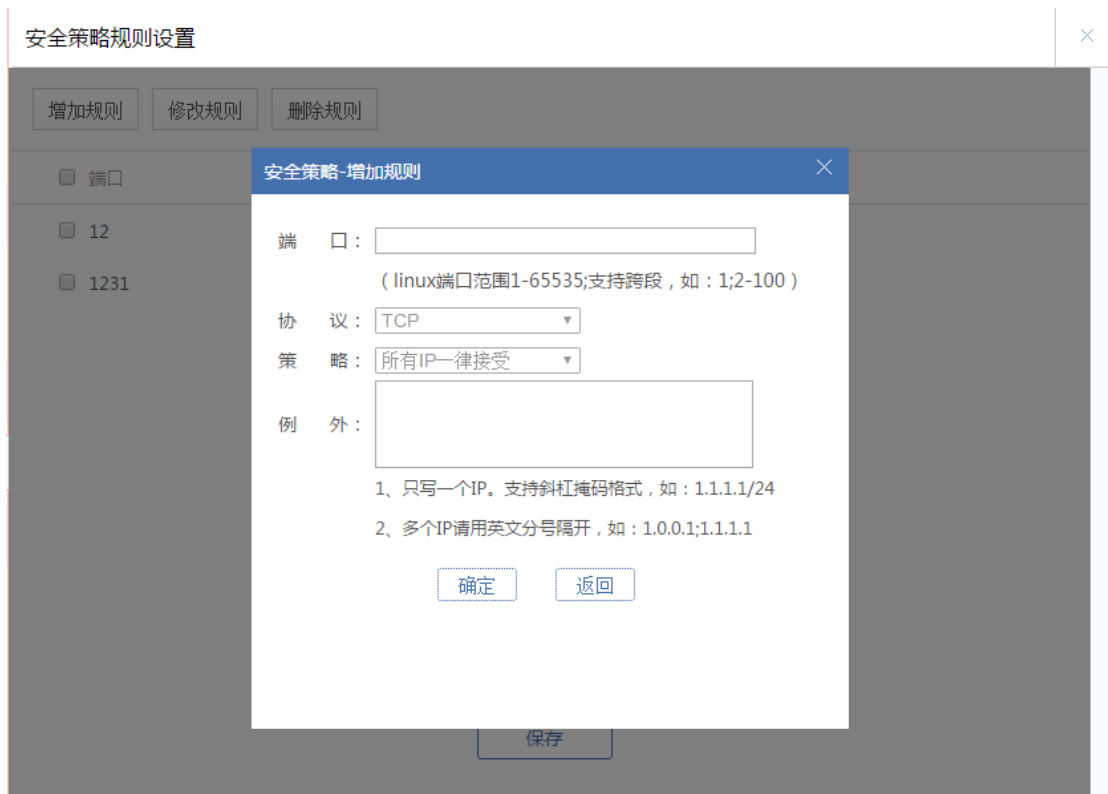 安全策略规则设置
增加规则 修改规则 删除规则
端口
12
1231
安全策略-增加规则
端 口：
（linux端口范围1-65535;支持跨段，如：1;2-100）
协 议： TCP
策 略： 所有IP一律接受
例 外：
1、只写一个IP。支持斜杠掩码格式，如：1.1.1.1/24
2、多个IP请用英文分号隔开，如：1.0.0.1;1.1.1.1
确定 返回
保存